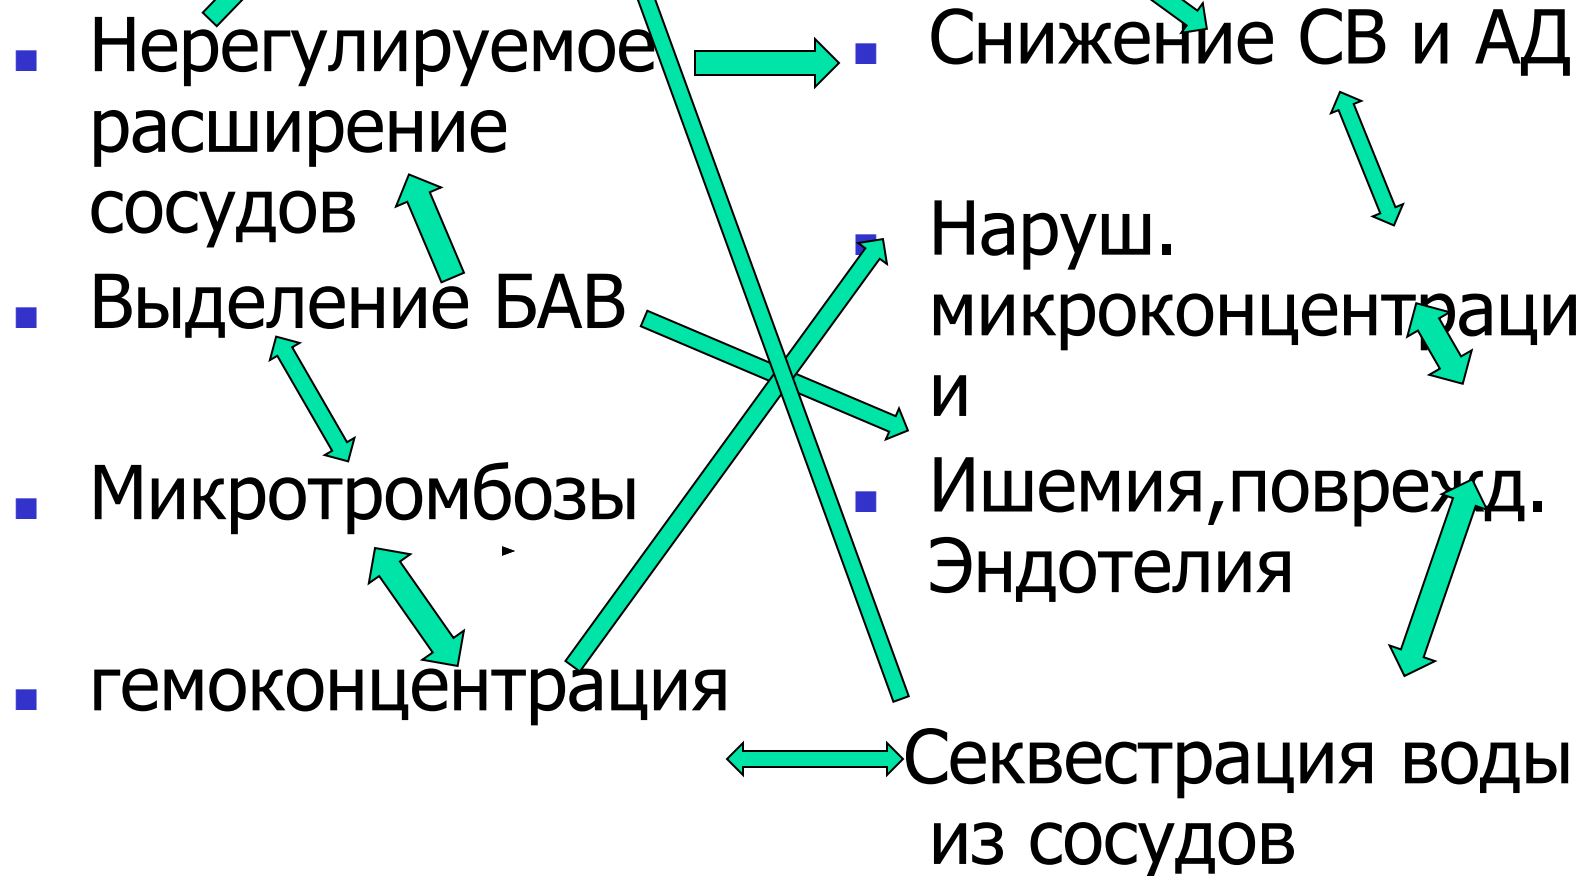 Нерегулируемое
расширение
сосудов
Выделение БАВ
Микротромбозы
гемоконцентрация
Снижение СВ и АД
Наруш.
микроконцентраци
и
Ишемия,поврежд.
Эндотелия
Секвестрация воды
из сосудов